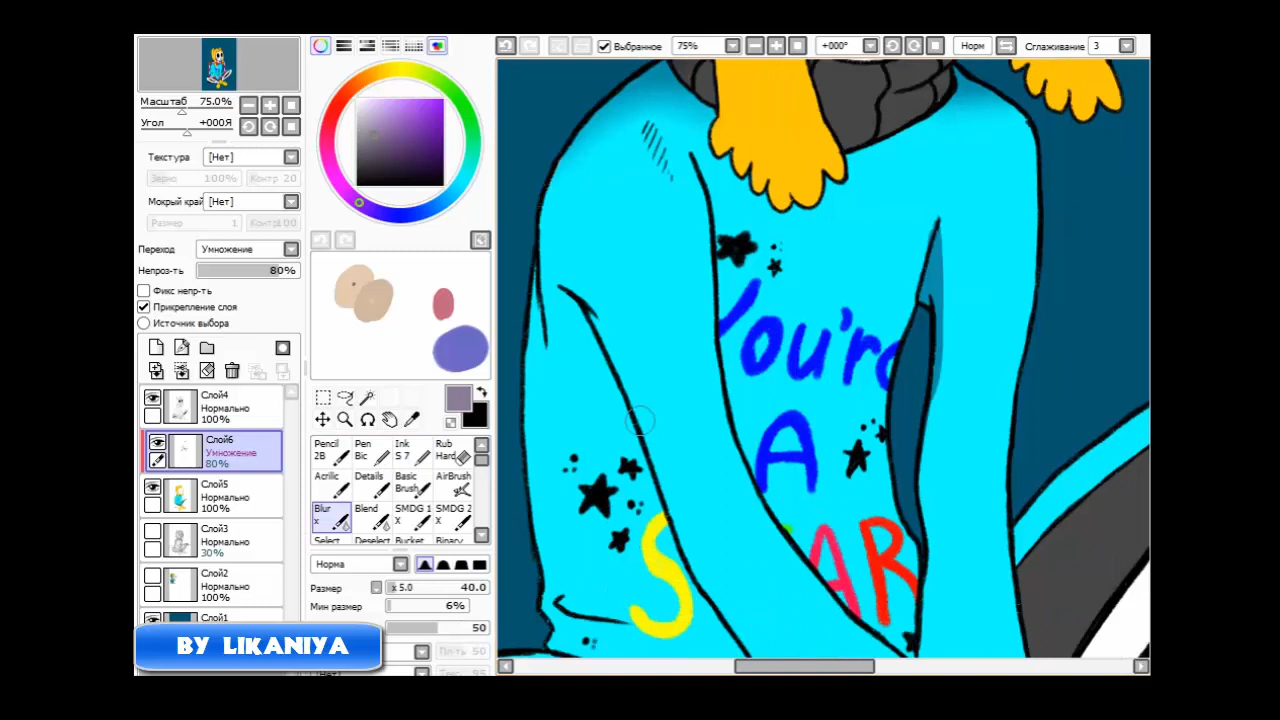 Масштаб 75.0%
Угол +000Я
Текстура [Нет]
Зерно 100% Контр 20
Мокрый край [Нет]
Размер 1 Контр 100
Переход Умножение
Непроз-ть 80%
Фикс непр-ть
Прикрепление слоя
Источник выбора
Слой4
Нормально
100%
Слой6
Умножение
80%
Слой5
Нормально
100%
Слой3
Нормально
30%
Слой2
Нормально
100%
Слой1
BY LIKANIYA
Pencil 2B
Pen Bic
Ink S 7
Rub Hard
Acrilic
Details
Basic Brush
AirBrush
Blur x
Blend
SMDG 1 X
SMDG 2 X
Select
Deselect
Bucket
Binary
Норма
Размер x 5.0 40.0
Мин размер 6%
50
Выбранное 75% +000° Норм Сглаживание 3
You're
A
S AR